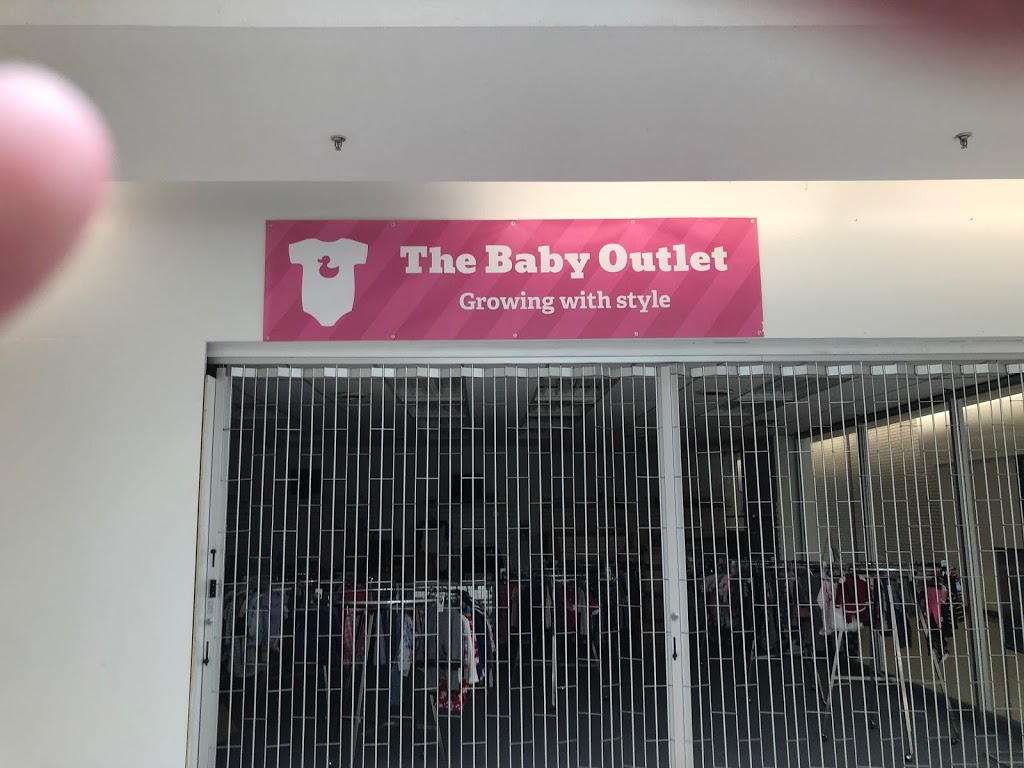 The Baby Outlet
Growing with style